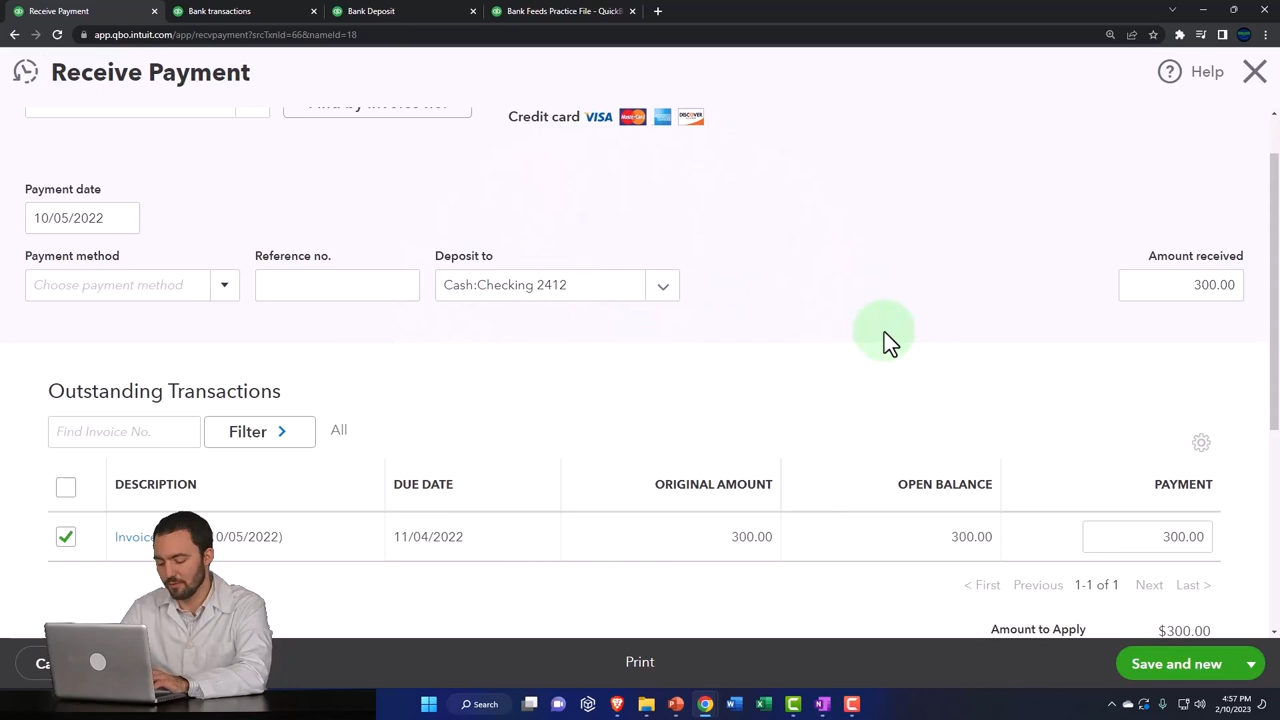 Receive Payment
Bank transactions
Bank Deposit
Bank Feeds Practice File - QuickB
app.qbo.intuit.com/app/recvpayment?srcTxnId=66&nameId=18
Receive Payment
Help
Credit card VISA MasterCard DISCOVER
Payment date
10/05/2022
Payment method
Reference no.
Deposit to
Amount received
Choose payment method
Cash:Checking 2412
300.00
Outstanding Transactions
Find Invoice No.
Filter
All
DESCRIPTION
DUE DATE
ORIGINAL AMOUNT
OPEN BALANCE
PAYMENT
Invoice
0/05/2022)
11/04/2022
300.00
300.00
300.00
< First
Previous
1-1 of 1
Next
Last >
Amount to Apply
$300.00
Ca
Print
Save and new
Search
4:57 PM
2/10/2023